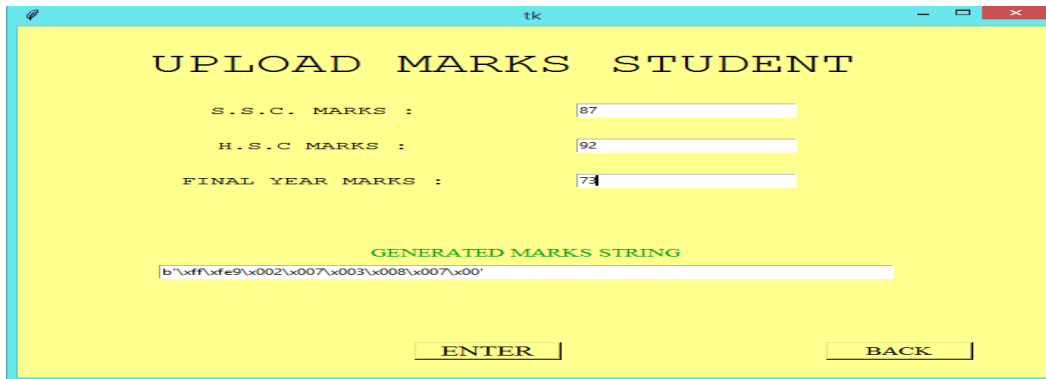 tk
UPLOAD MARKS STUDENT
S.S.C. MARKS : 87
H.S.C MARKS : 92
FINAL YEAR MARKS : 73
GENERATED MARKS STRING
b'\xff\xfe9\x002\x007\x003\x008\x007\x00'
ENTER BACK